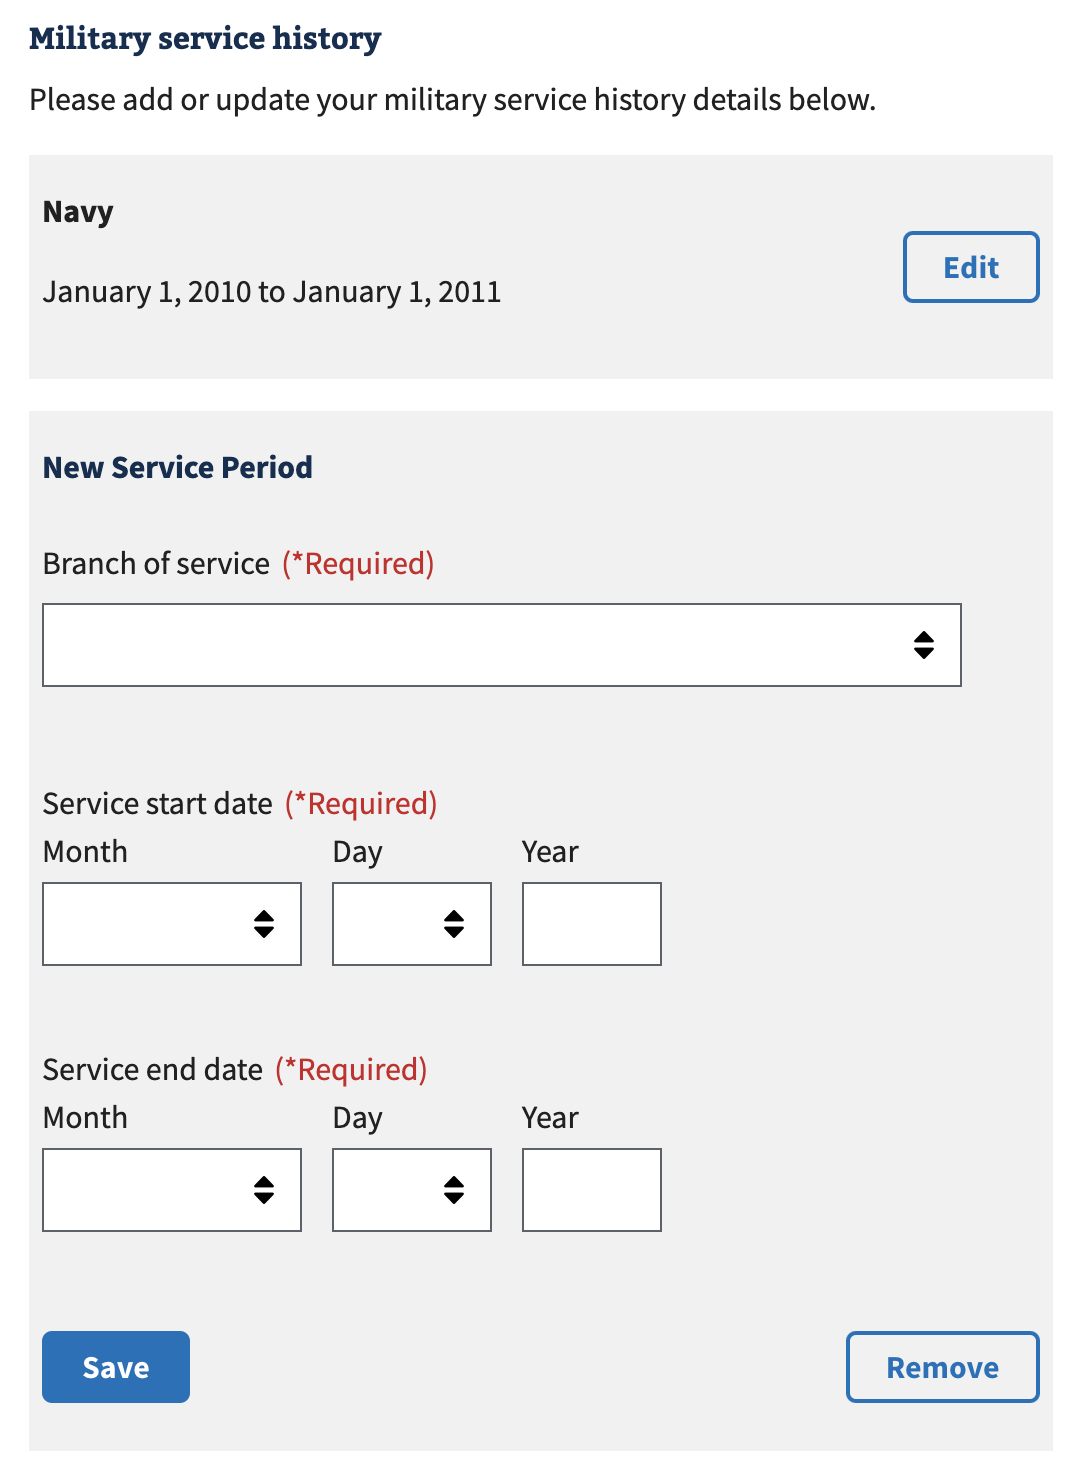 Military service history
Please add or update your military service history details below.
Navy
January 1, 2010 to January 1, 2011
Edit
New Service Period
Branch of service (*Required)
Service start date (*Required)
Month Day Year
Service end date (*Required)
Month Day Year
Save Remove